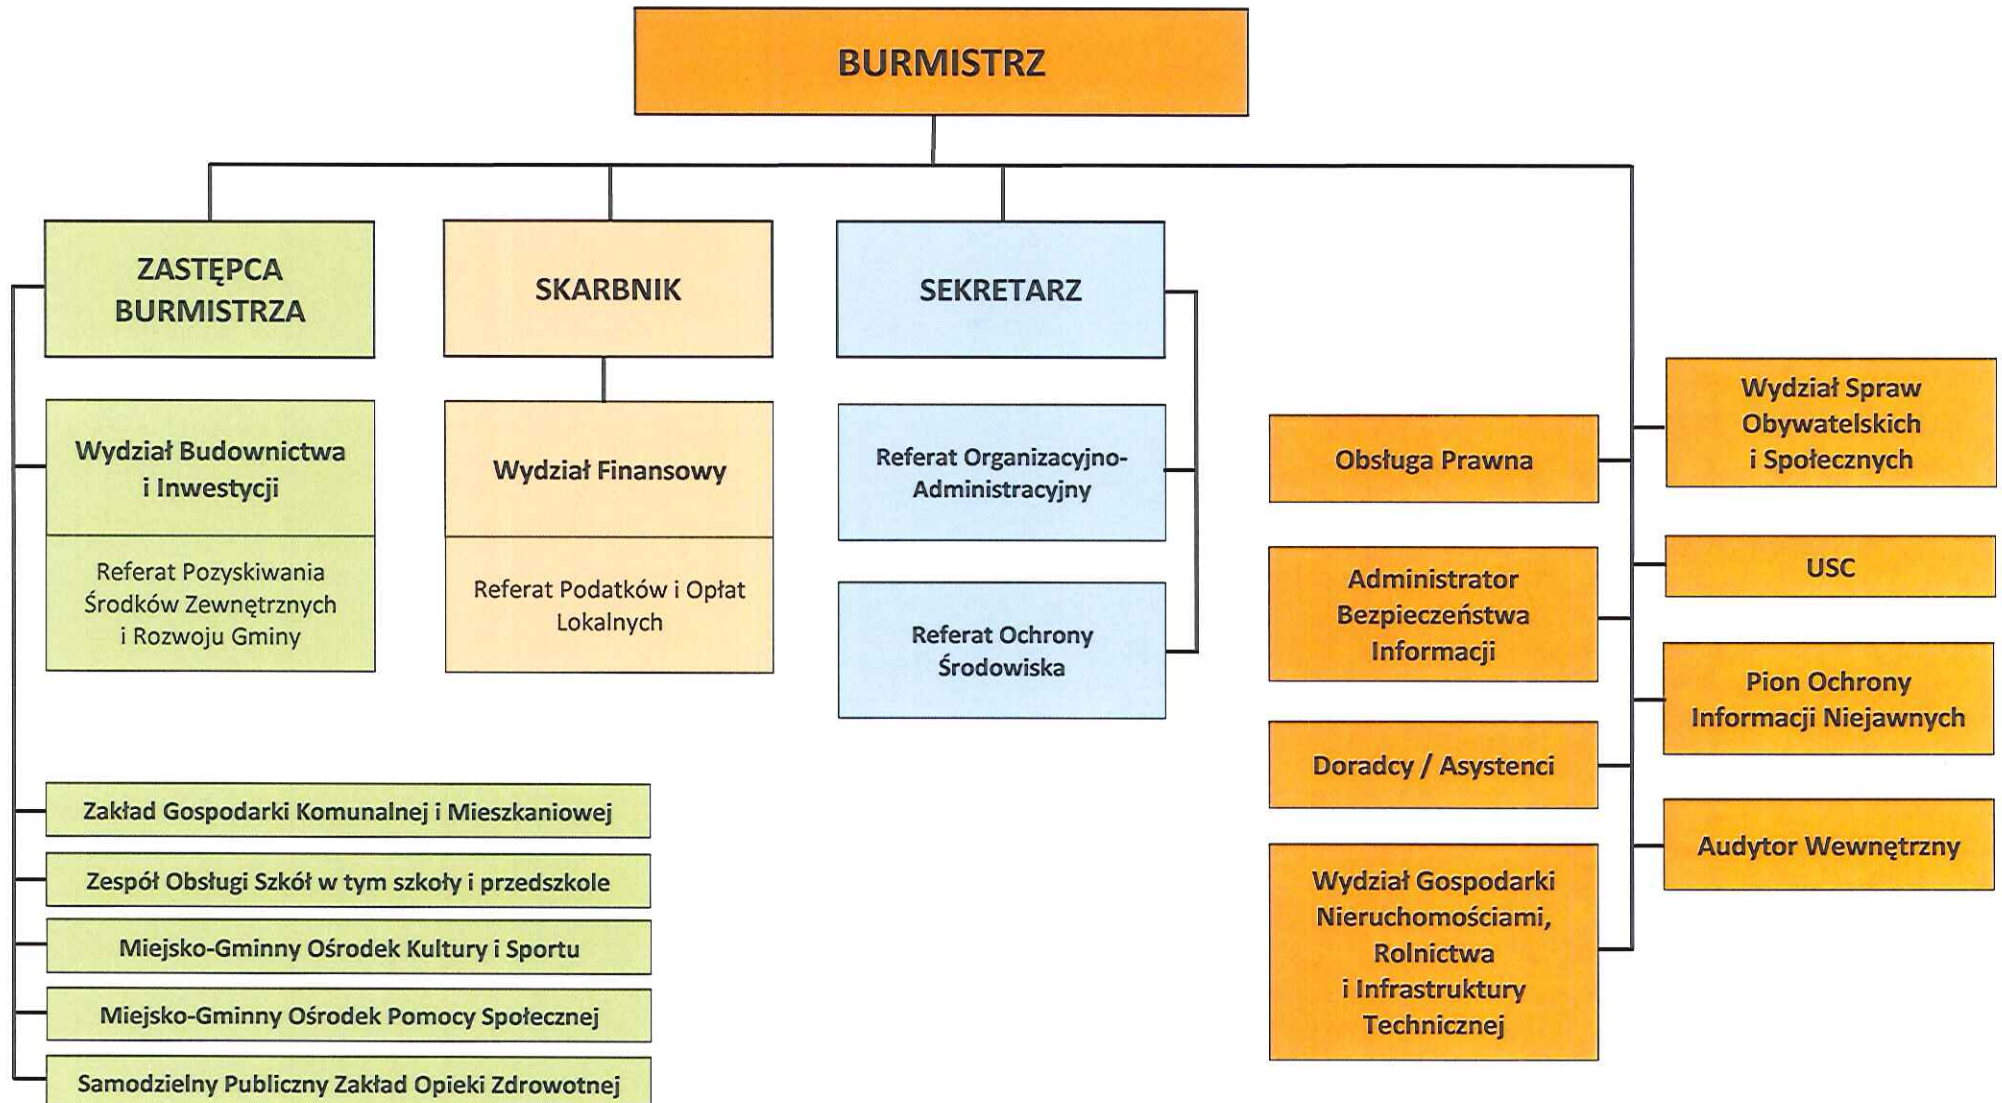 BURMISTRZ
ZASTĘPCA
BURMISTRZA
SKARBNIK
SEKRETARZ
Wydział Budownictwa
i Inwestycji
Referat Pozyskiwania
Środków Zewnętrznych
i Rozwoju Gminy
Wydział Finansowy
Referat Podatków i Opłat
Lokalnych
Referat Organizacyjno-
Administracyjny
Referat Ochrony
Środowiska
Obsługa Prawna
Administrator
Bezpieczeństwa
Informacji
Doradcy / Asystenci
Wydział Gospodarki
Nieruchomościami,
Rolnictwa
i Infrastruktury
Technicznej
Wydział Spraw
Obywatelskich
i Społecznych
USC
Pion Ochrony
Informacji Niejawnych
Audytor Wewnętrzny
Zakład Gospodarki Komunalnej i Mieszkaniowej
Zespół Obsługi Szkół w tym szkoły i przedszkole
Miejsko-Gminny Ośrodek Kultury i Sportu
Miejsko-Gminny Ośrodek Pomocy Społecznej
Samodzielny Publiczny Zakład Opieki Zdrowotnej